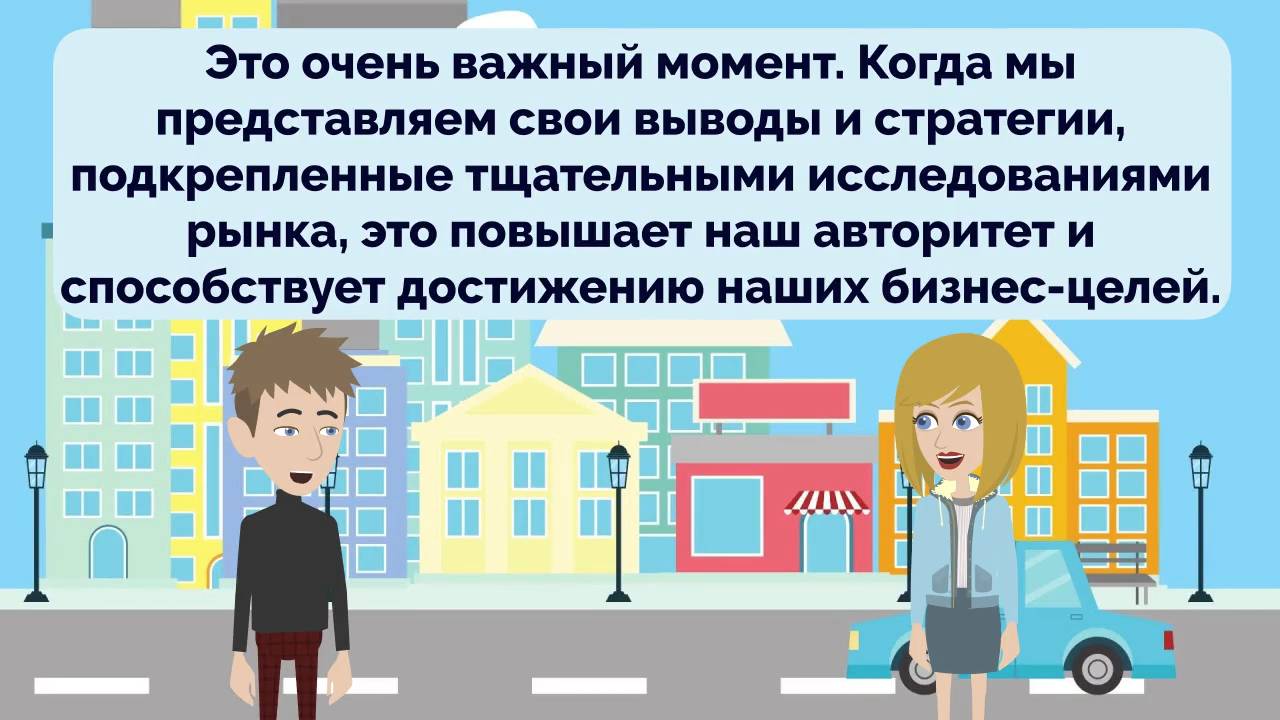 Это очень важный момент. Когда мы
представляем свои выводы и стратегии,
подкрепленные тщательными исследованиями
рынка, это повышает наш авторитет и
способствует достижению наших бизнес-целей.